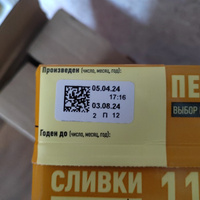 Произведен (число, месяц, год):
05.04.24
17:16
03.08.24
2 П 12
ПЕ
ВЫБОР
Годен до (число, месяц, год):
СЛИВКИ 11